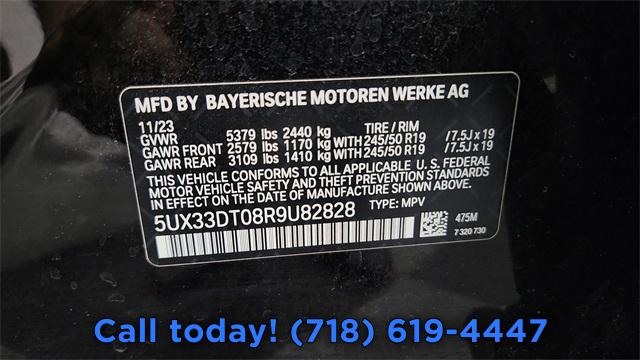 MFD BY BAYERISCHE MOTOREN WERKE AG
11/23
GVWR 5379 lbs 2440 kg TIRE / RIM
GAWR FRONT 2579 lbs 1170 kg WITH 245/50 R19 /7.5J x 19
GAWR REAR 3109 lbs 1410 kg WITH 245/50 R19 /7.5J x 19
THIS VEHICLE CONFORMS TO ALL APPLICABLE U. S. FEDERAL
MOTOR VEHICLE SAFETY AND THEFT PREVENTION STANDARDS
IN EFFECT ON THE DATE OF MANUFACTURE SHOWN ABOVE.
5UX33DT08R9U82828 TYPE: MPV
475M
7 320 730
Call today! (718) 619-4447